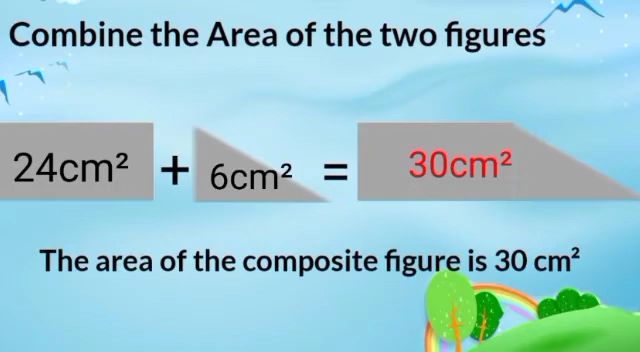 Combine the Area of the two figures
24cm² + 6cm² = 30cm²
The area of the composite figure is 30 cm²